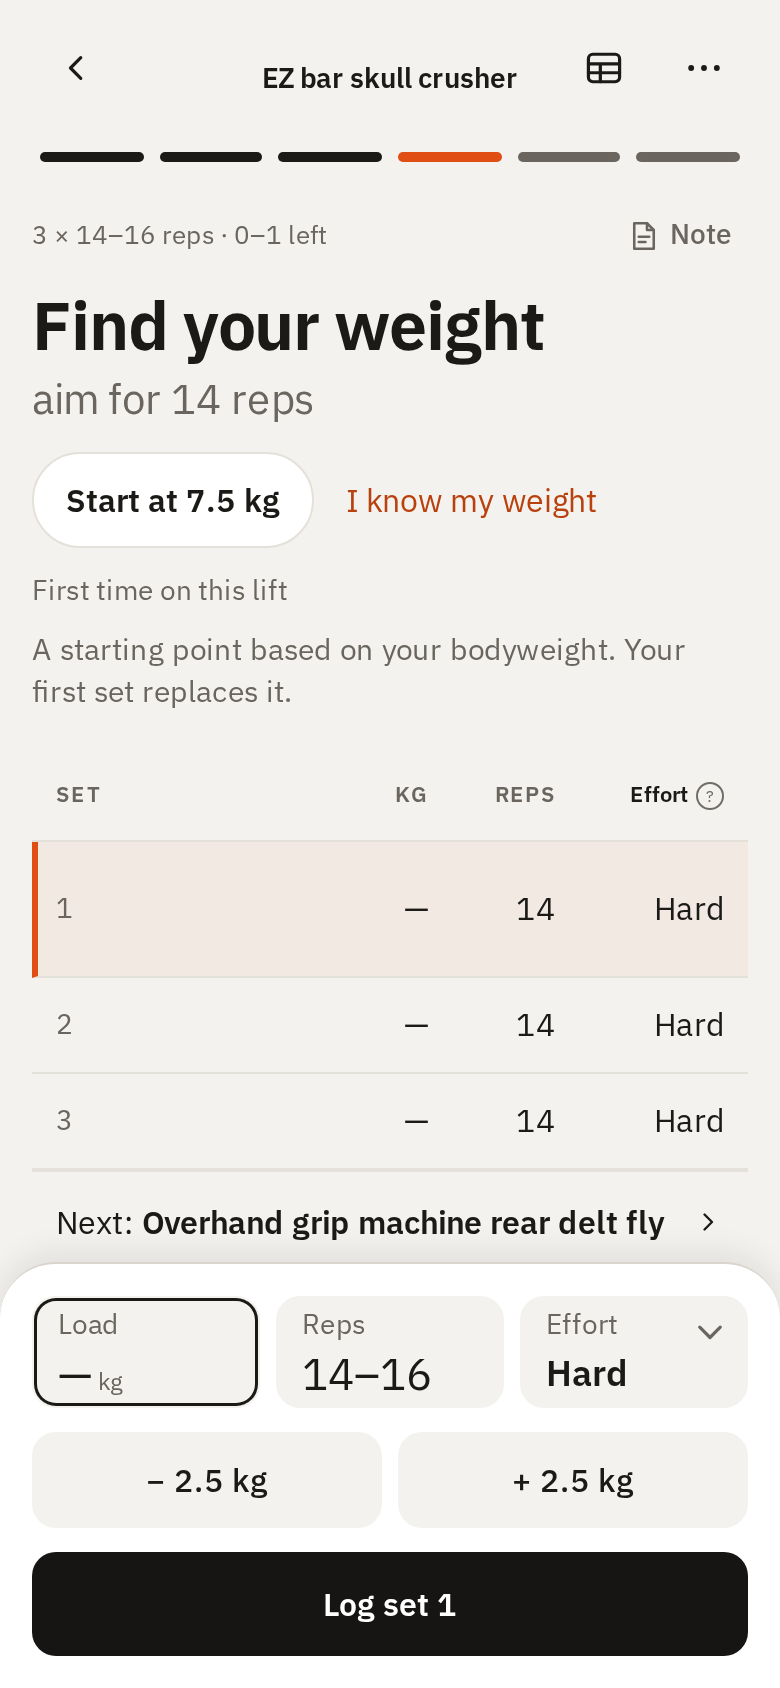 EZ bar skull crusher
3 × 14–16 reps · 0–1 left
Note
Find your weight
aim for 14 reps
Start at 7.5 kg
I know my weight
First time on this lift
A starting point based on your bodyweight. Your
first set replaces it.
SET KG REPS Effort ?
1 — 14 Hard
2 — 14 Hard
3 — 14 Hard
Next: Overhand grip machine rear delt fly
Load Reps Effort
— kg 14–16 Hard
− 2.5 kg + 2.5 kg
Log set 1